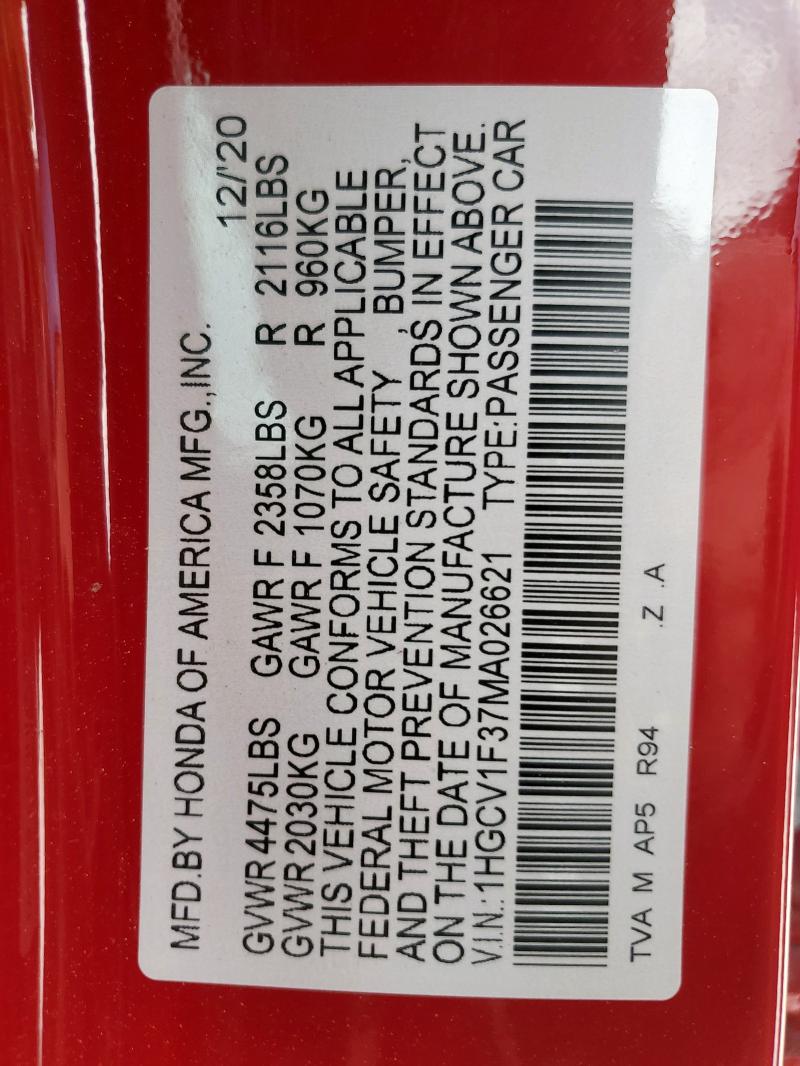 MFD.BY HONDA OF AMERICA MFG.,INC. 12/'20
GVWR 4475LBS GAWR F 2358LBS R 2116LBS
GVWR 2030KG GAWR F 1070KG R 960KG
THIS VEHICLE CONFORMS TO ALL APPLICABLE
FEDERAL MOTOR VEHICLE SAFETY , BUMPER,
AND THEFT PREVENTION STANDARDS IN EFFECT
ON THE DATE OF MANUFACTURE SHOWN ABOVE.
V.I.N.:1HGCV1F37MA026621 TYPE:PASSENGER CAR
TVA M AP5 R94 .Z .A